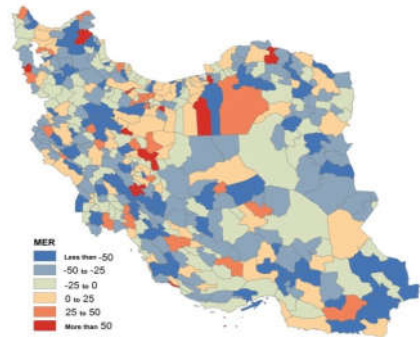 MER
Less than -50
-50 to -25
-25 to 0
0 to 25
25 to 50
More than 50